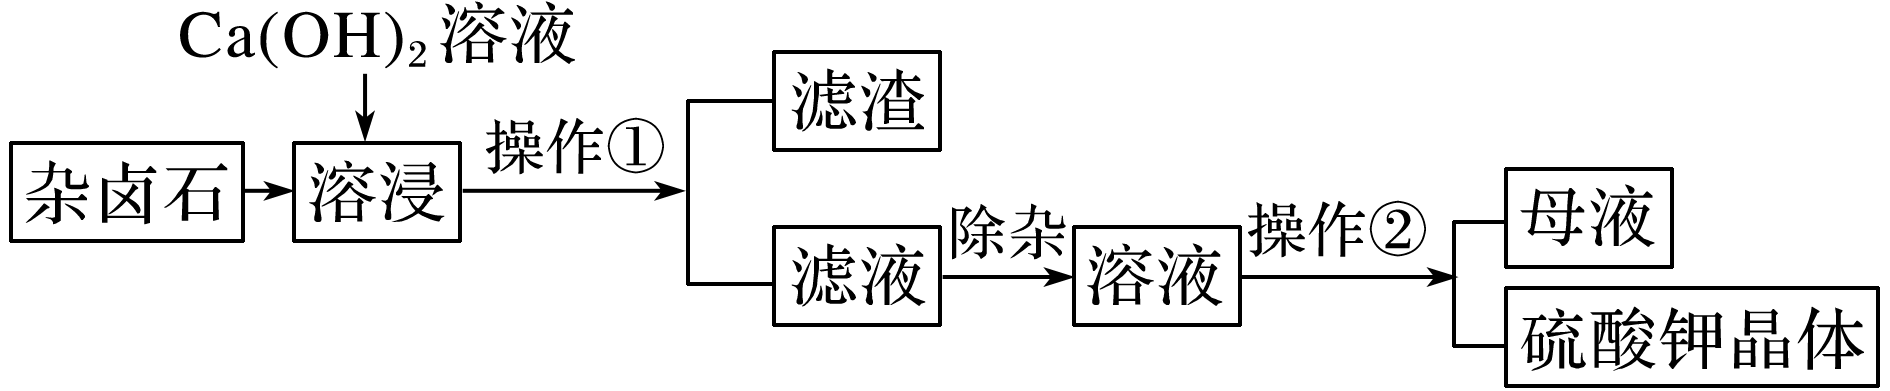 Ca(OH)₂溶液
杂卤石
溶浸
操作①
滤渣
滤液
除杂
溶液
操作②
母液
硫酸钾晶体